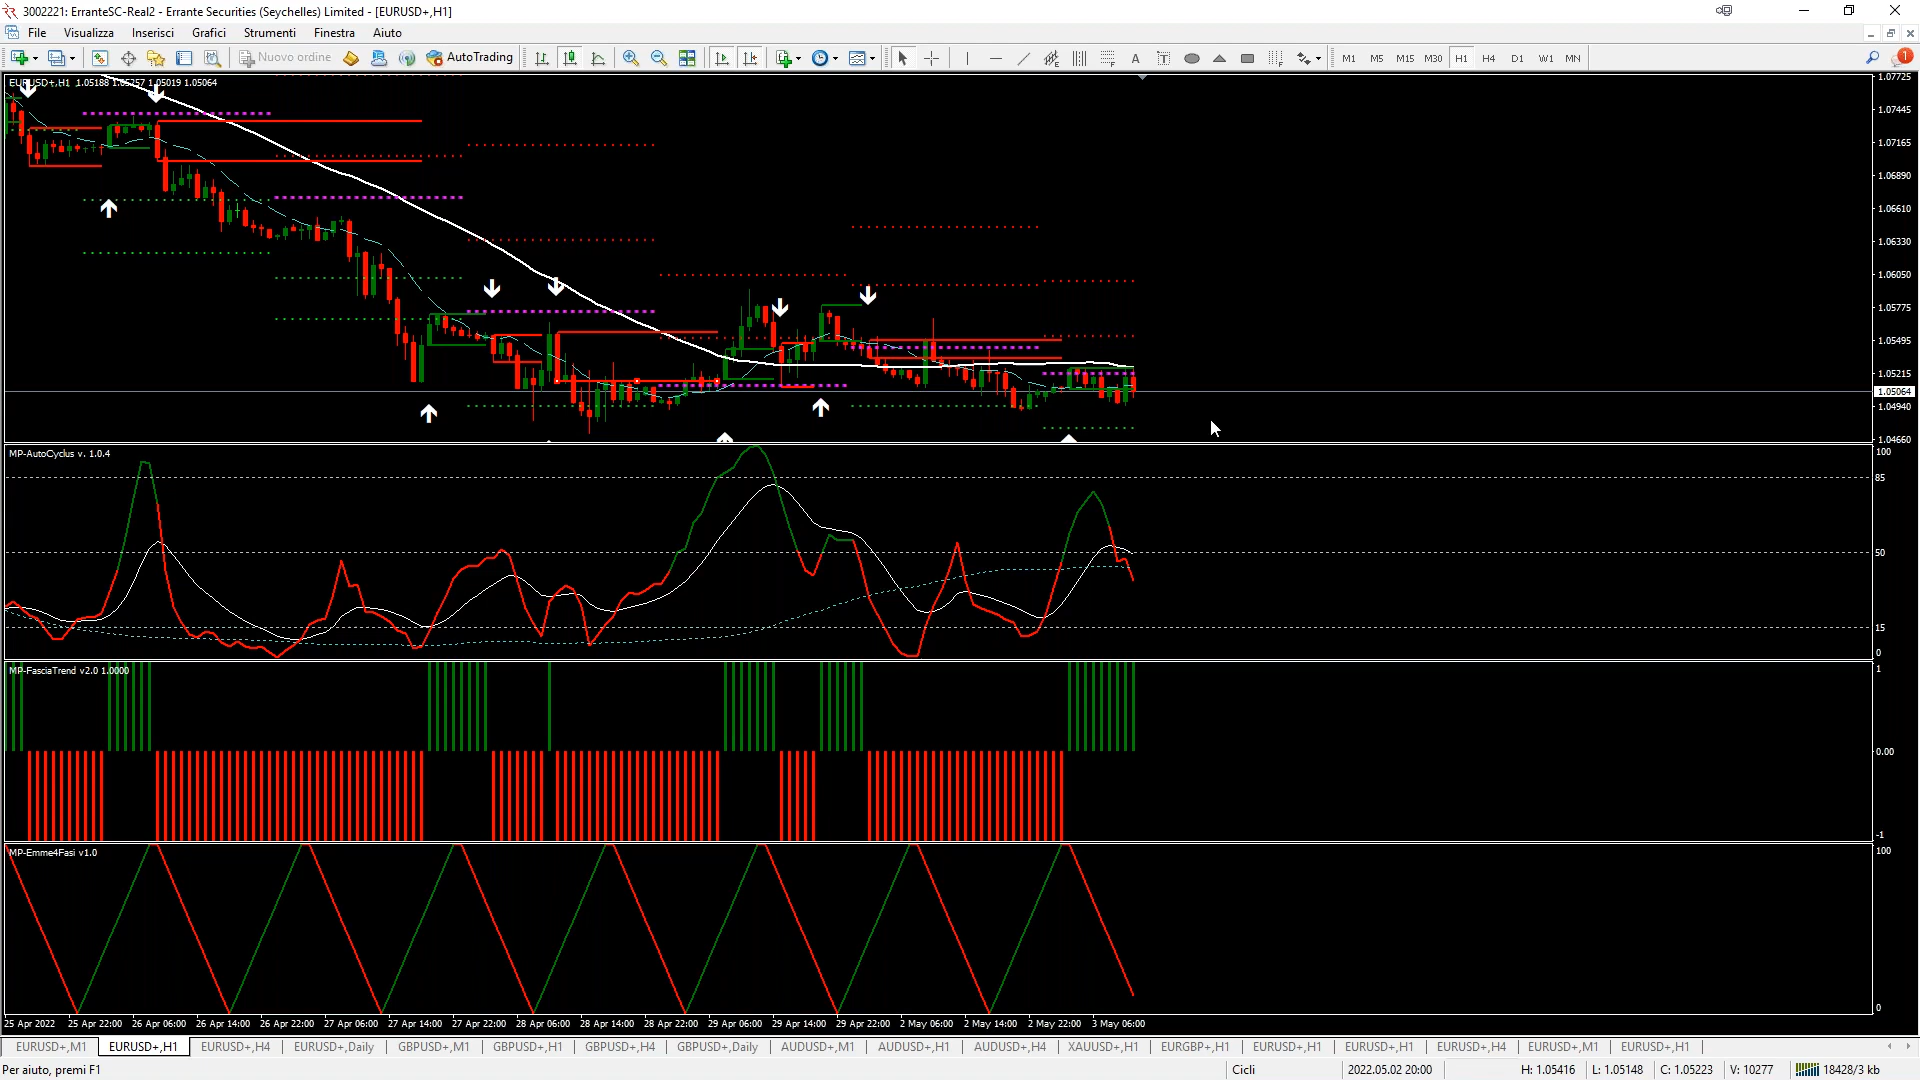 3002221: ErranteSC-Real2 - Errante Securities (Seychelles) Limited - [EURUSD+,H1]
File Visualizza Inserisci Grafici Strumenti Finestra Aiuto
Nuovo ordine AutoTrading A T M1 M5 M15 M30 H1 H4 D1 W1 MN 1
EURUSD+,H1 1.05188 1.05257 1.05019 1.05064
1.07725
1.07445
1.07165
1.06890
1.06610
1.06330
1.06050
1.05775
1.05495
1.05215
1.05064
1.04940
1.04660
MP-AutoCyclus v. 1.0.4
100
85
50
15
0
MP-FasciaTrend v2.0 1.0000
1
0.00
-1
MP-Emme4Fasi v1.0
100
0
25 Apr 2022 25 Apr 22:00 26 Apr 06:00 26 Apr 14:00 26 Apr 22:00 27 Apr 06:00 27 Apr 14:00 27 Apr 22:00 28 Apr 06:00 28 Apr 14:00 28 Apr 22:00 29 Apr 06:00 29 Apr 14:00 29 Apr 22:00 2 May 06:00 2 May 14:00 2 May 22:00 3 May 06:00
EURUSD+,M1 EURUSD+,H1 EURUSD+,H4 EURUSD+,Daily GBPUSD+,M1 GBPUSD+,H1 GBPUSD+,H4 GBPUSD+,Daily AUDUSD+,M1 AUDUSD+,H1 AUDUSD+,H4 XAUUSD+,H1 EURGBP+,H1 EURUSD+,H1 EURUSD+,H1 EURUSD+,H4 EURUSD+,M1 EURUSD+,H1
Per aiuto, premi F1 Cicli 2022.05.02 20:00 H: 1.05416 L: 1.05148 C: 1.05223 V: 10277 18428/3 kb